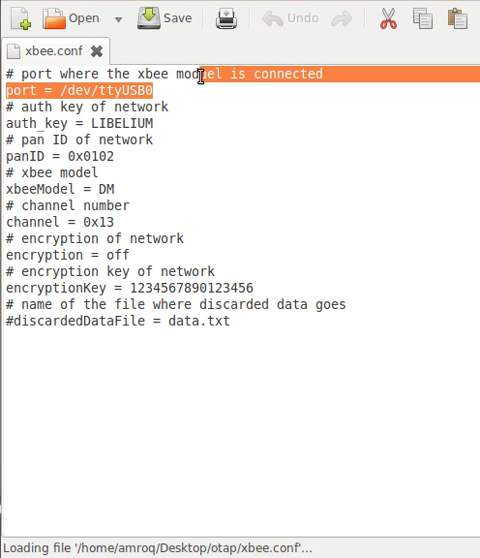 Open Save Undo
xbee.conf
# port where the xbee model is connected
port = /dev/ttyUSB0
# auth key of network
auth_key = LIBELIUM
# pan ID of network
panID = 0x0102
# xbee model
xbeeModel = DM
# channel number
channel = 0x13
# encryption of network
encryption = off
# encryption key of network
encryptionKey = 1234567890123456
# name of the file where discarded data goes
#discardedDataFile = data.txt
Loading file '/home/amroq/Desktop/otap/xbee.conf'...